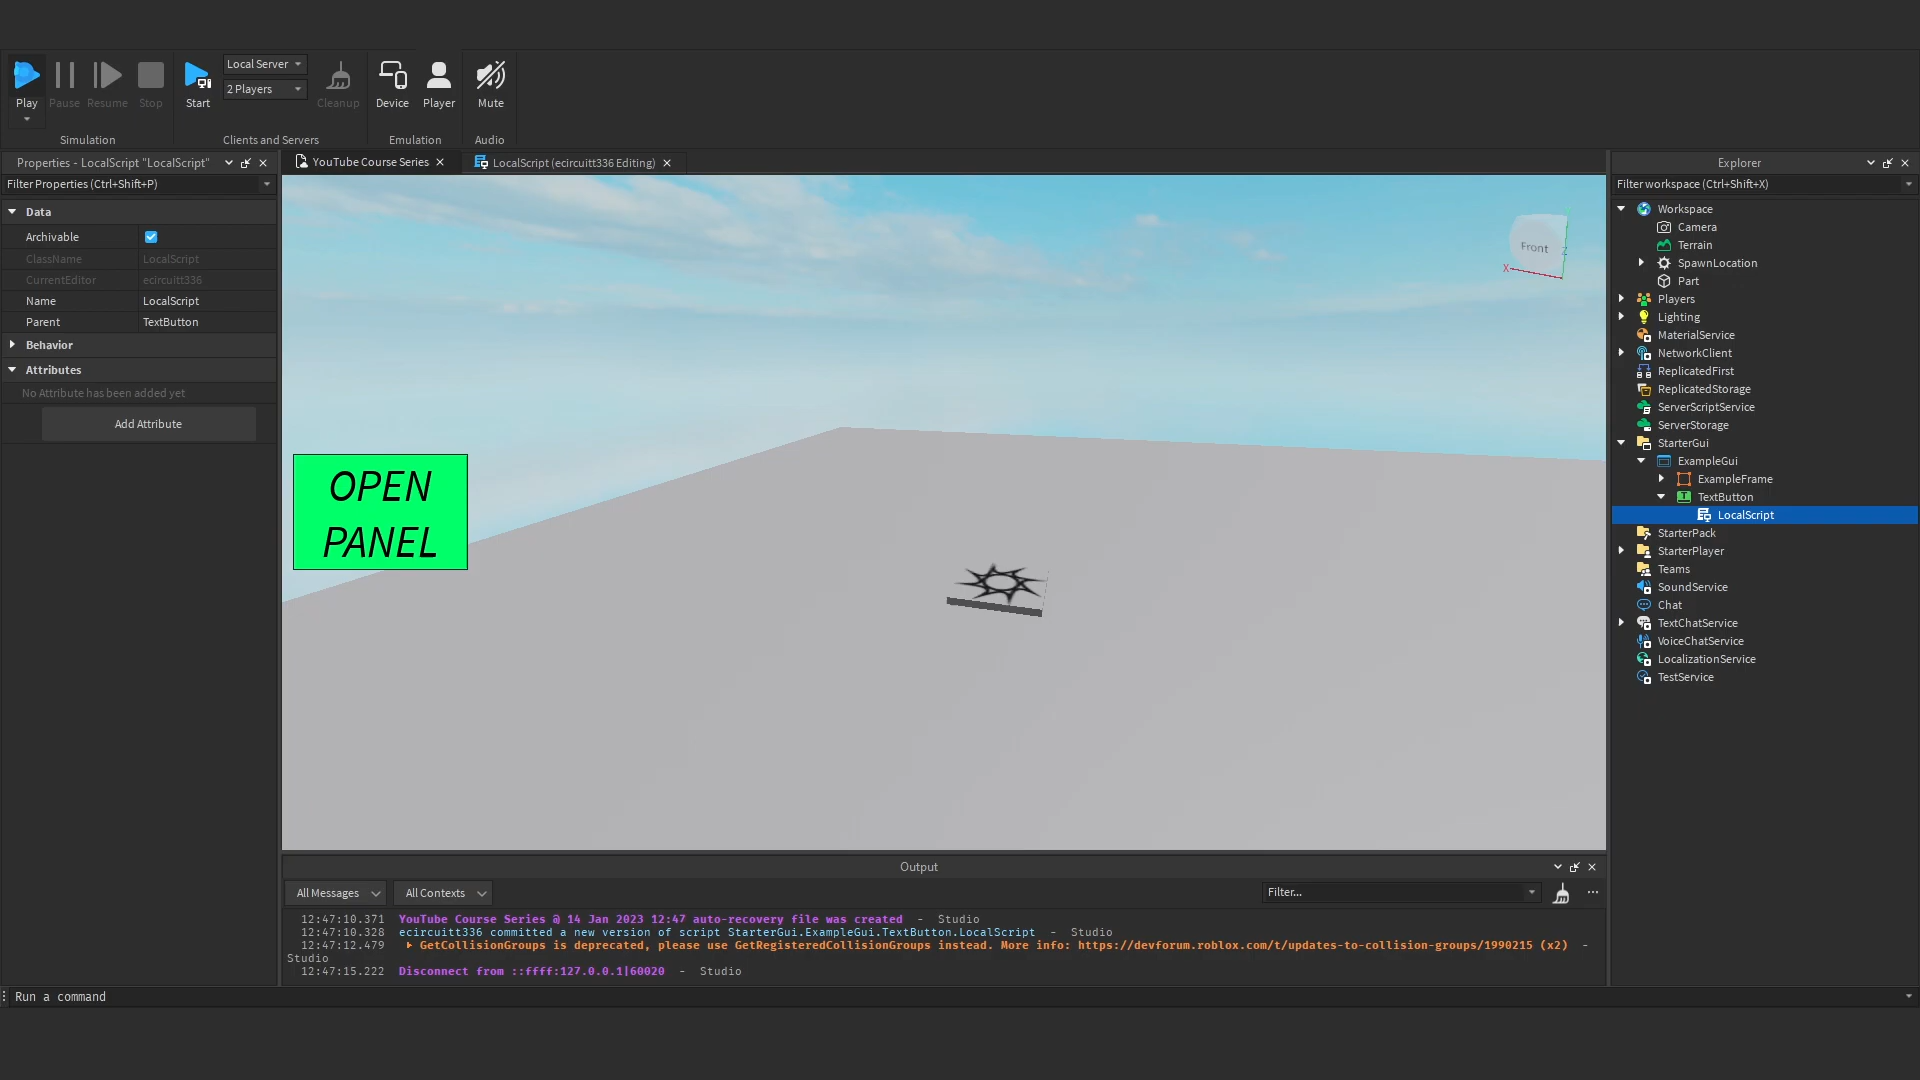 Local Server
2 Players
Play
Pause
Resume
Stop
Start
Cleanup
Device
Player
Mute
Simulation
Clients and Servers
Emulation
Audio
Properties - LocalScript "LocalScript"
YouTube Course Series
LocalScript (ecircuitt336 Editing)
Explorer
Filter Properties (Ctrl+Shift+P)
Filter workspace (Ctrl+Shift+X)
Data
Archivable
ClassName LocalScript
CurrentEditor ecircuitt336
Name LocalScript
Parent TextButton
Behavior
Attributes
No Attribute has been added yet
Add Attribute
OPEN
PANEL
Front
X
Z
Workspace
Camera
Terrain
SpawnLocation
Part
Players
Lighting
MaterialService
NetworkClient
ReplicatedFirst
ReplicatedStorage
ServerScriptService
ServerStorage
StarterGui
ExampleGui
ExampleFrame
TextButton
LocalScript
StarterPack
StarterPlayer
Teams
SoundService
Chat
TextChatService
VoiceChatService
LocalizationService
TestService
Output
All Messages
All Contexts
Filter...
12:47:10.371 YouTube Course Series @ 14 Jan 2023 12:47 auto-recovery file was created - Studio
12:47:10.328 ecircuitt336 committed a new version of script StarterGui.ExampleGui.TextButton.LocalScript - Studio
12:47:12.479 GetCollisionGroups is deprecated, please use GetRegisteredCollisionGroups instead. More info: https://devforum.roblox.com/t/updates-to-collision-groups/1990215 (x2) -
Studio
12:47:15.222 Disconnect from ::ffff:127.0.0.1|60020 - Studio
Run a command